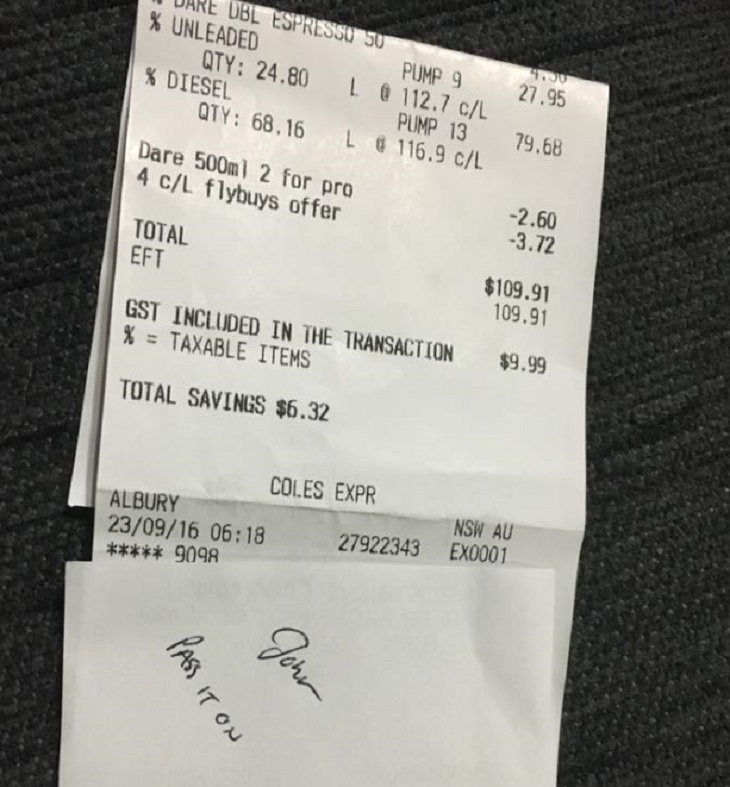 % DARE DBL ESPRESSO 50
% UNLEADED PUMP 9 27.95
QTY: 24.80 L @ 112.7 c/L
% DIESEL PUMP 13 79.68
QTY: 68.16 L @ 116.9 c/L
Dare 500ml 2 for pro -2.60
4 c/L flybuys offer -3.72
TOTAL $109.91
EFT 109.91
GST INCLUDED IN THE TRANSACTION $9.99
% = TAXABLE ITEMS
TOTAL SAVINGS $6.32
COLES EXPR
ALBURY NSW AU
23/09/16 06:18 27922343 EX0001
***** 9098
John
PASS IT ON